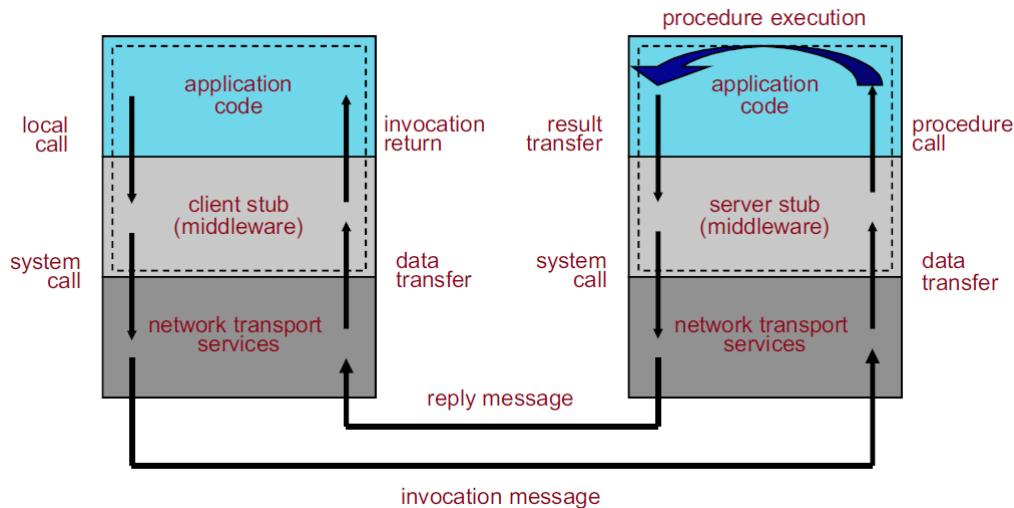 procedure execution
application
code
application
code
local
call
invocation
return
result
transfer
procedure
call
client stub
(middleware)
server stub
(middleware)
system
call
data
transfer
system
call
data
transfer
network transport
services
network transport
services
reply message
invocation message